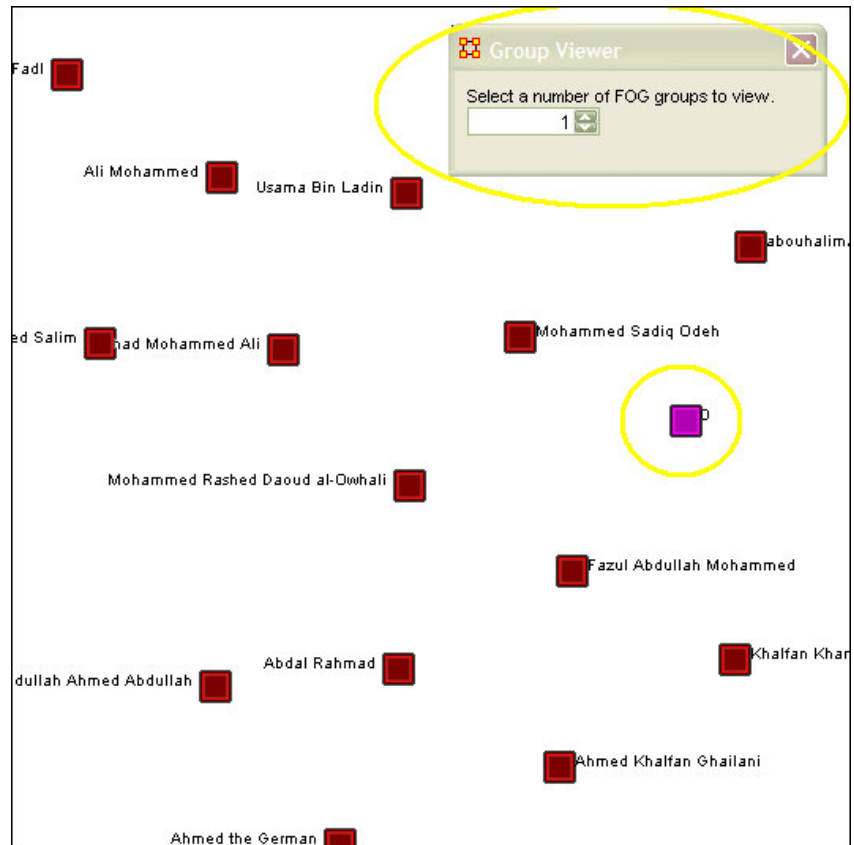 Group Viewer
Select a number of FOG groups to view.
1
Fadl
Ali Mohammed
Usama Bin Ladin
abouhalim
ed Salim
had Mohammed Ali
Mohammed Sadiq Odeh
Mohammed Rashed Daoud al-Owhali
Fazul Abdullah Mohammed
Abdal Rahmad
Khalfan Khar
dullah Ahmed Abdullah
Ahmed Khalfan Ghailani
Ahmed the German